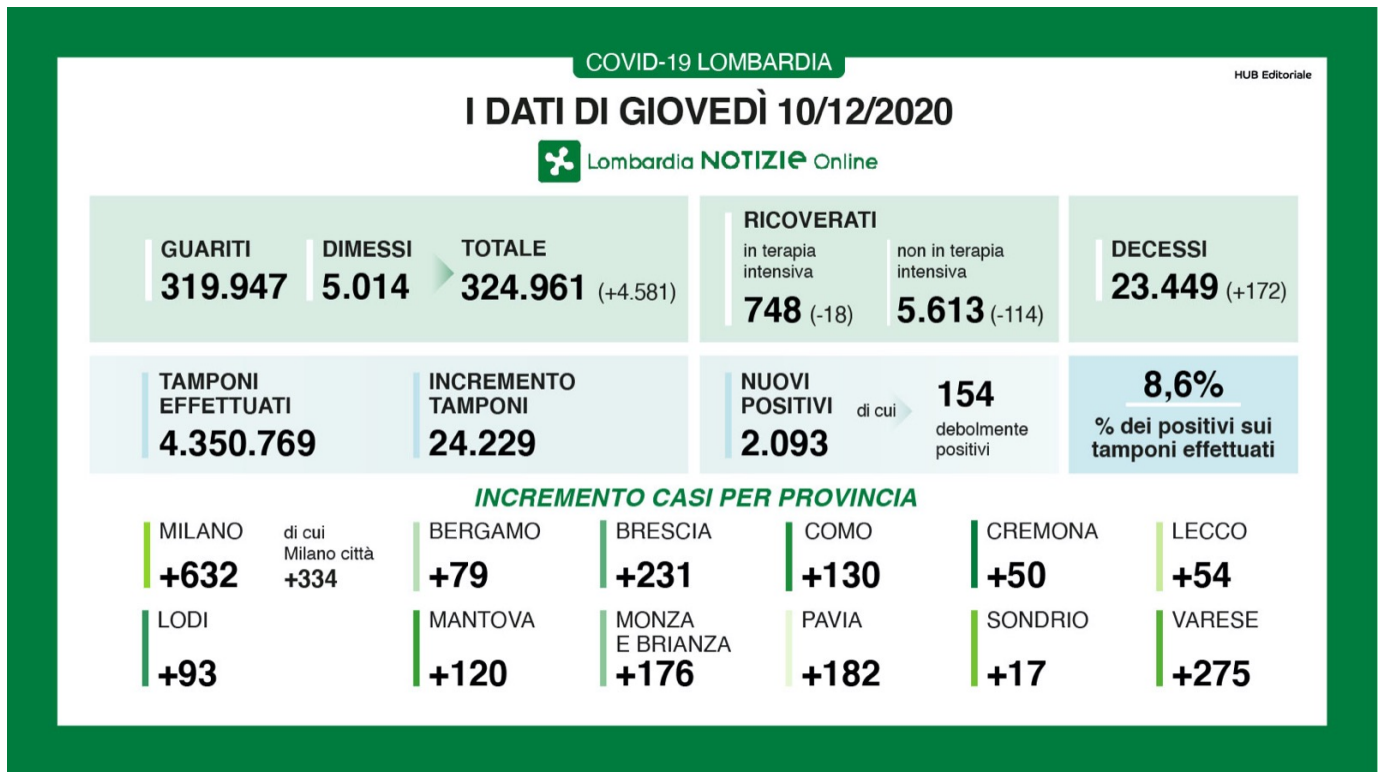 COVID-19 LOMBARDIA
HUB Editoriale
I DATI DI GIOVEDÌ 10/12/2020
Lombardia NOTIZIe Online
GUARITI
319.947
DIMESSI
5.014
TOTALE
324.961 (+4.581)
RICOVERATI
in terapia
intensiva
748 (-18)
non in terapia
intensiva
5.613 (-114)
DECESSI
23.449 (+172)
TAMPONI
EFFETTUATI
4.350.769
INCREMENTO
TAMPONI
24.229
NUOVI
POSITIVI
2.093
di cui
154
debolmente
positivi
8,6%
% dei positivi sui
tamponi effettuati
INCREMENTO CASI PER PROVINCIA
MILANO
+632
di cui
Milano città
+334
BERGAMO
+79
BRESCIA
+231
COMO
+130
CREMONA
+50
LECCO
+54
LODI
+93
MANTOVA
+120
MONZA
E BRIANZA
+176
PAVIA
+182
SONDRIO
+17
VARESE
+275